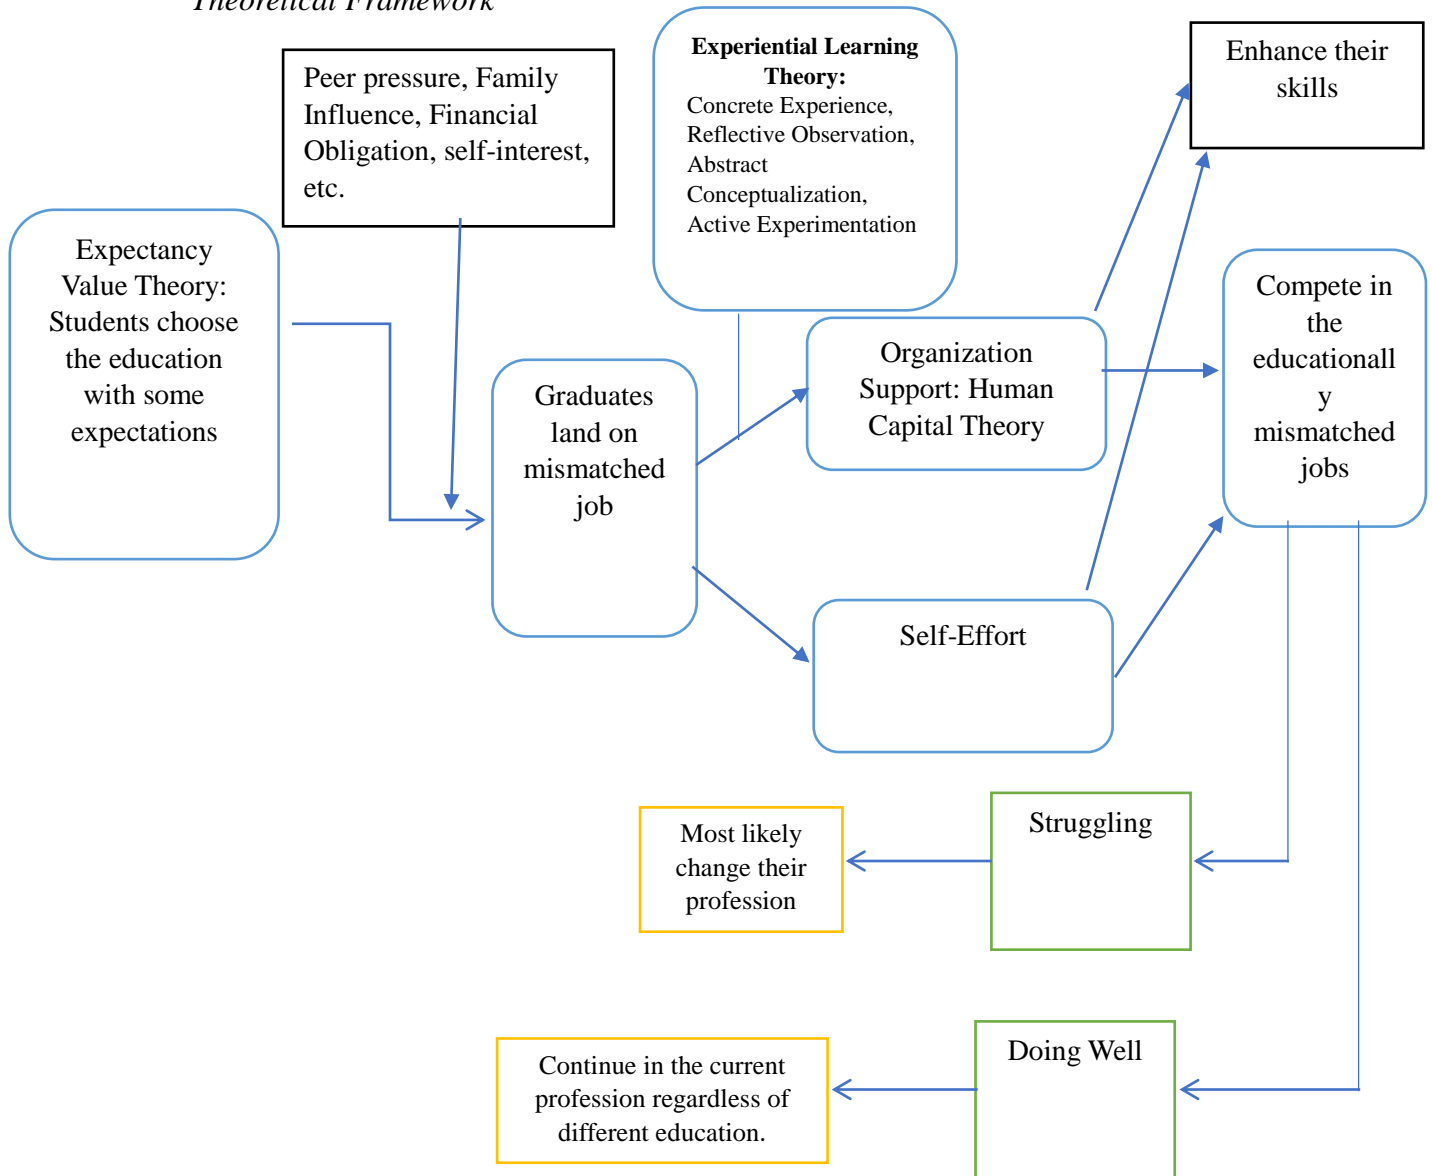 Theoretical Framework
Peer pressure, Family
Influence, Financial
Obligation, self-interest,
etc.
Experiential Learning
Theory:
Concrete Experience,
Reflective Observation,
Abstract
Conceptualization,
Active Experimentation
Enhance their
skills
Expectancy
Value Theory:
Students choose
the education
with some
expectations
Graduates
land on
mismatched
job
Organization
Support: Human
Capital Theory
Compete in
the
educationall
y
mismatched
jobs
Self-Effort
Most likely
change their
profession
Struggling
Continue in the current
profession regardless of
different education.
Doing Well